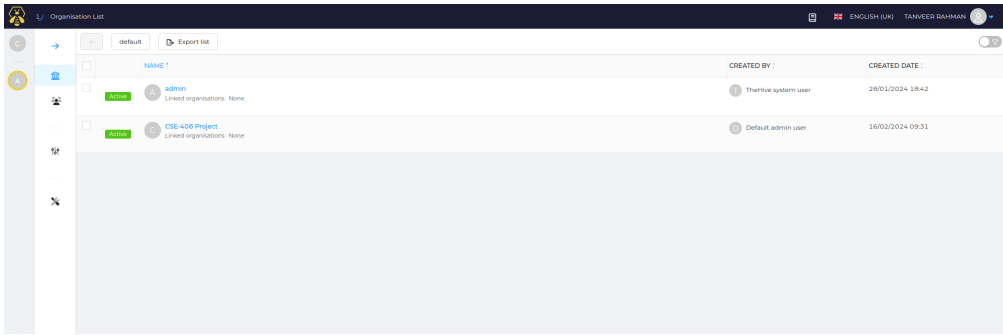 Organisation List
ENGLISH (UK)
TANVEER RAHMAN
C
A
default
Export list
NAME
CREATED BY
CREATED DATE
Active
A
admin
Linked organisations None
T
TheHive system user
28/01/2024 18:42
Active
C
CSE-406 Project
Linked organisations None
D
Default admin user
16/02/2024 09:31